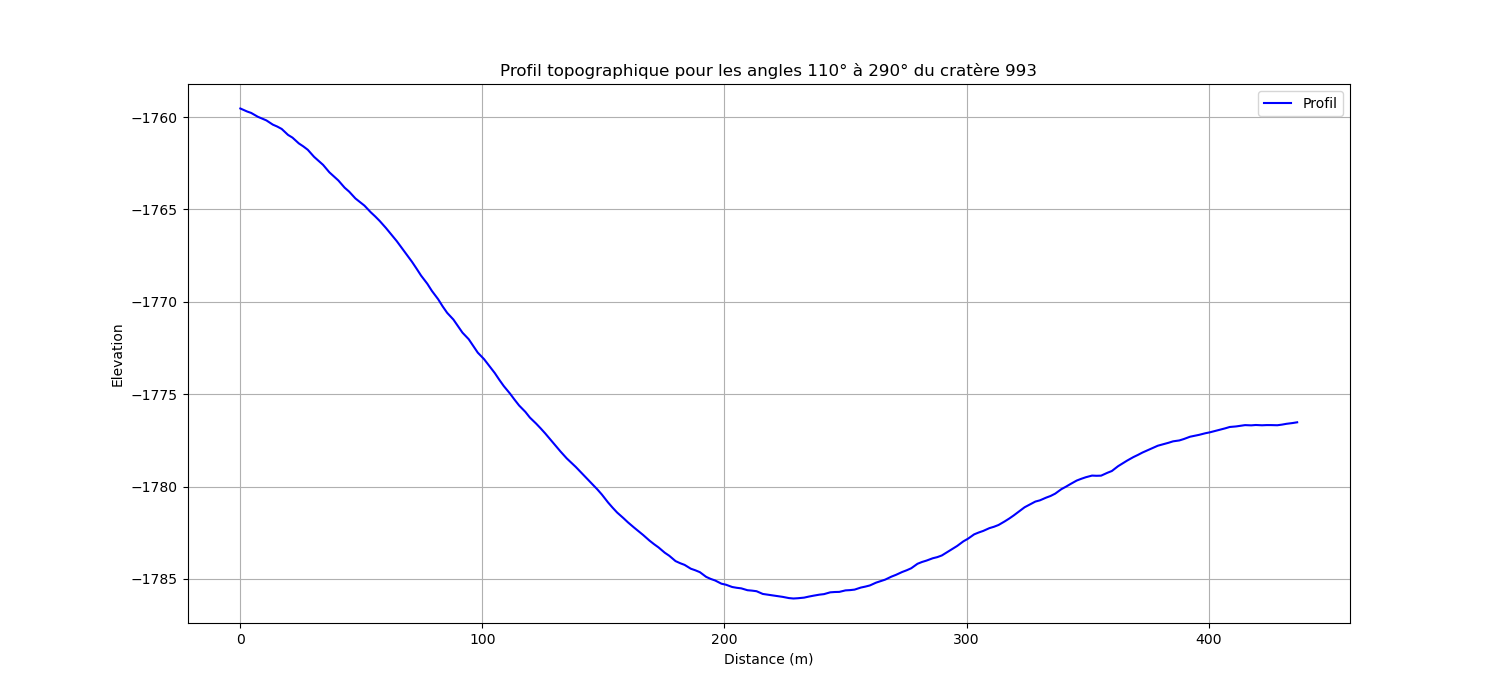 Profil topographique pour les angles 110° à 290° du cratère 993
Profil
−1760
−1765
−1770
−1775
−1780
−1785
Elevation
0 100 200 300 400
Distance (m)